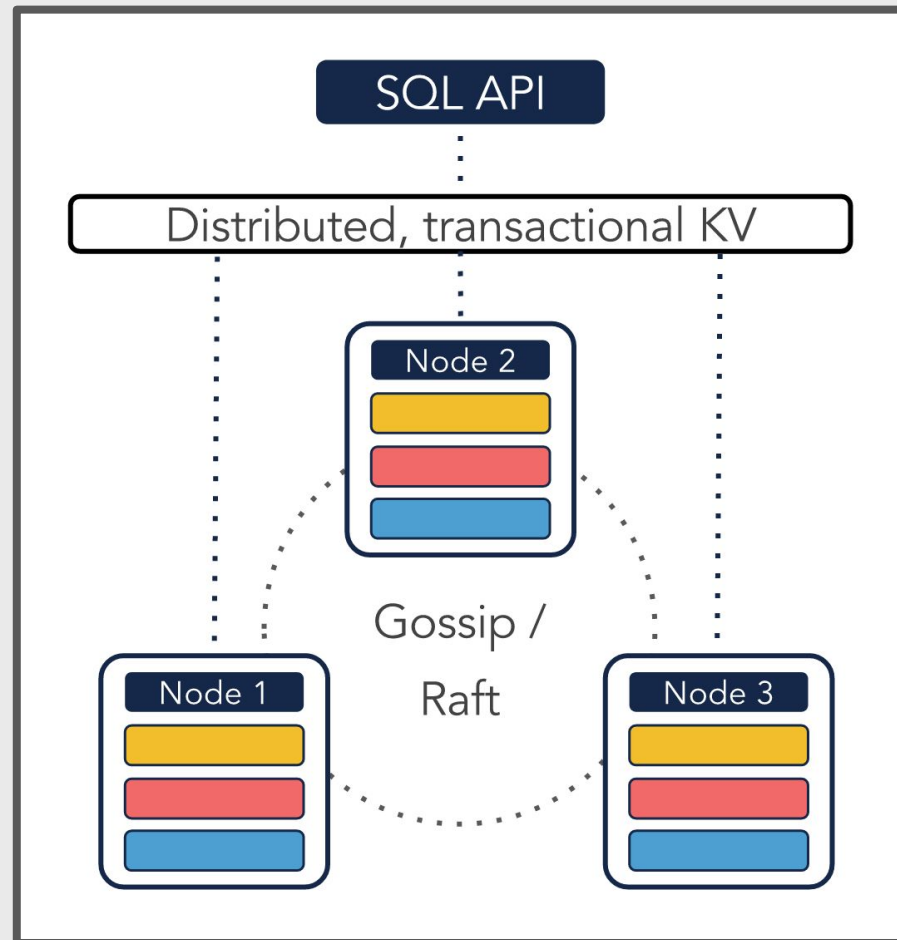 SQL API
Distributed, transactional KV
Node 2
Gossip /
Raft
Node 1
Node 3